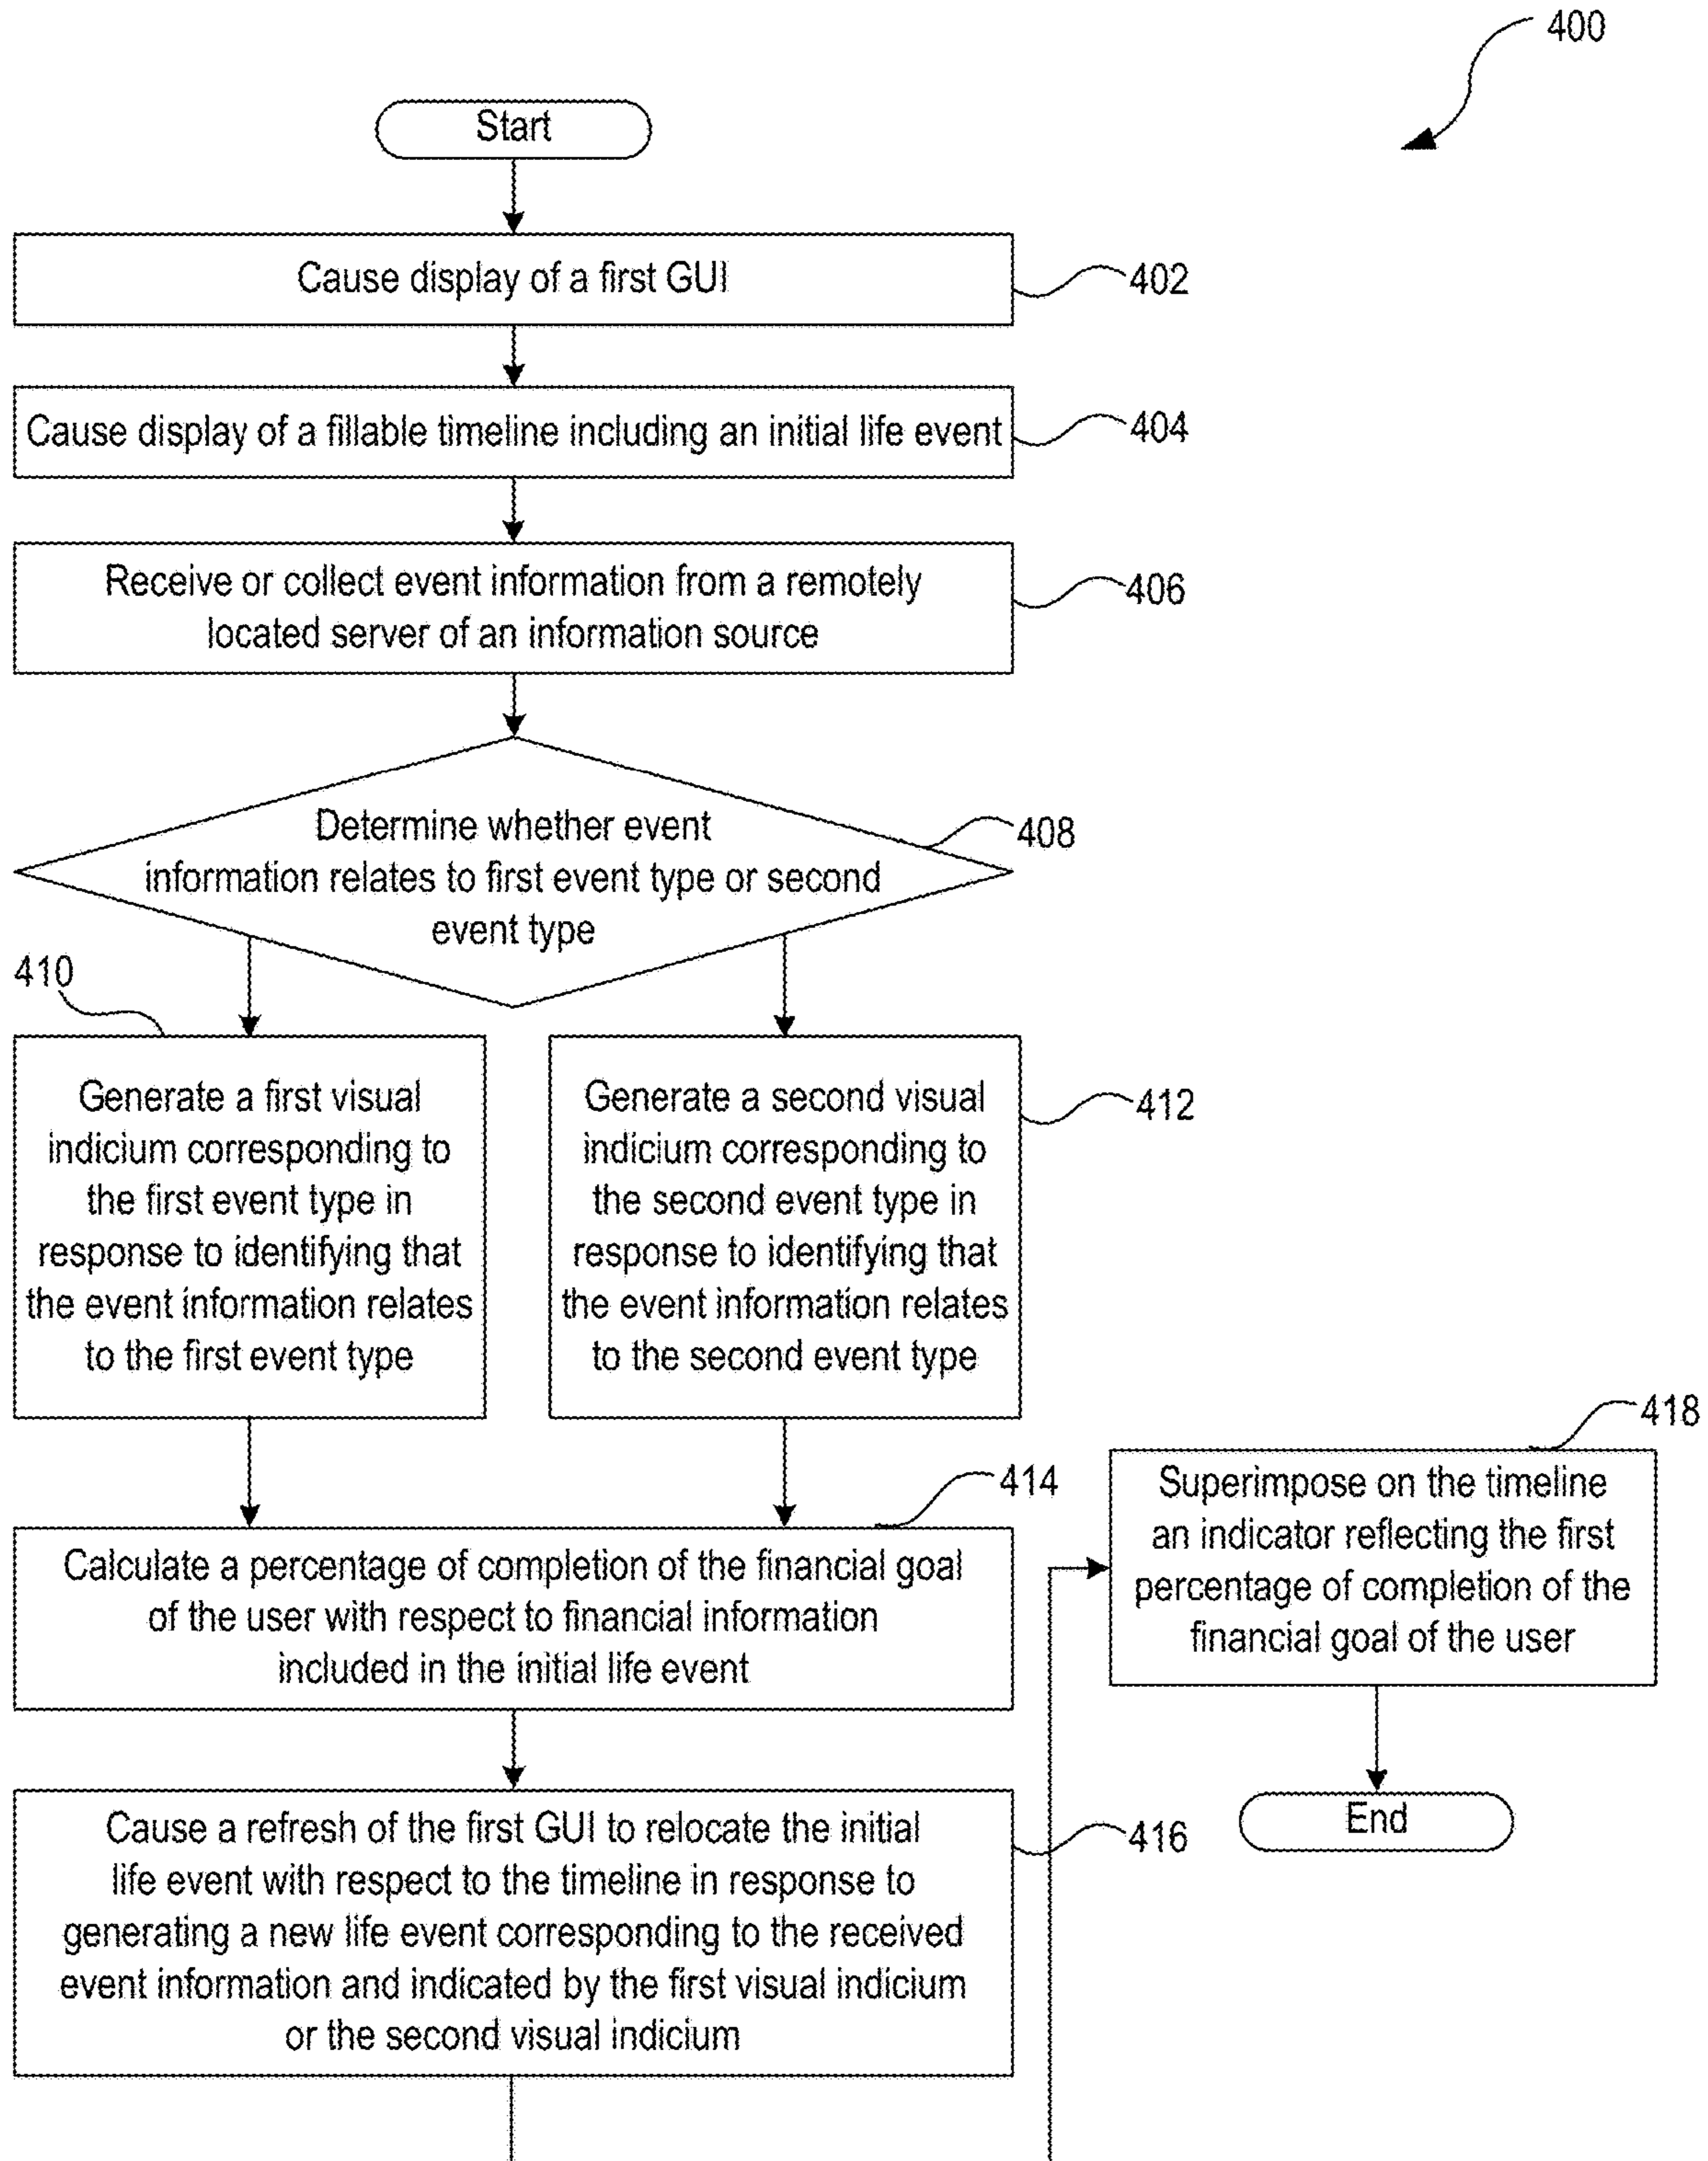 400
Start
Cause display of a first GUI
402
Cause display of a fillable timeline including an initial life event
404
Receive or collect event information from a remotely
located server of an information source
406
Determine whether event
information relates to first event type or second
event type
408
410
Generate a first visual
indicium corresponding to
the first event type in
response to identifying that
the event information relates
to the first event type
Generate a second visual
indicium corresponding to
the second event type in
response to identifying that
the event information relates
to the second event type
412
414
Calculate a percentage of completion of the financial goal
of the user with respect to financial information
included in the initial life event
Cause a refresh of the first GUI to relocate the initial
life event with respect to the timeline in response to
generating a new life event corresponding to the received
event information and indicated by the first visual indicium
or the second visual indicium
416
418
Superimpose on the timeline
an indicator reflecting the first
percentage of completion of the
financial goal of the user
End